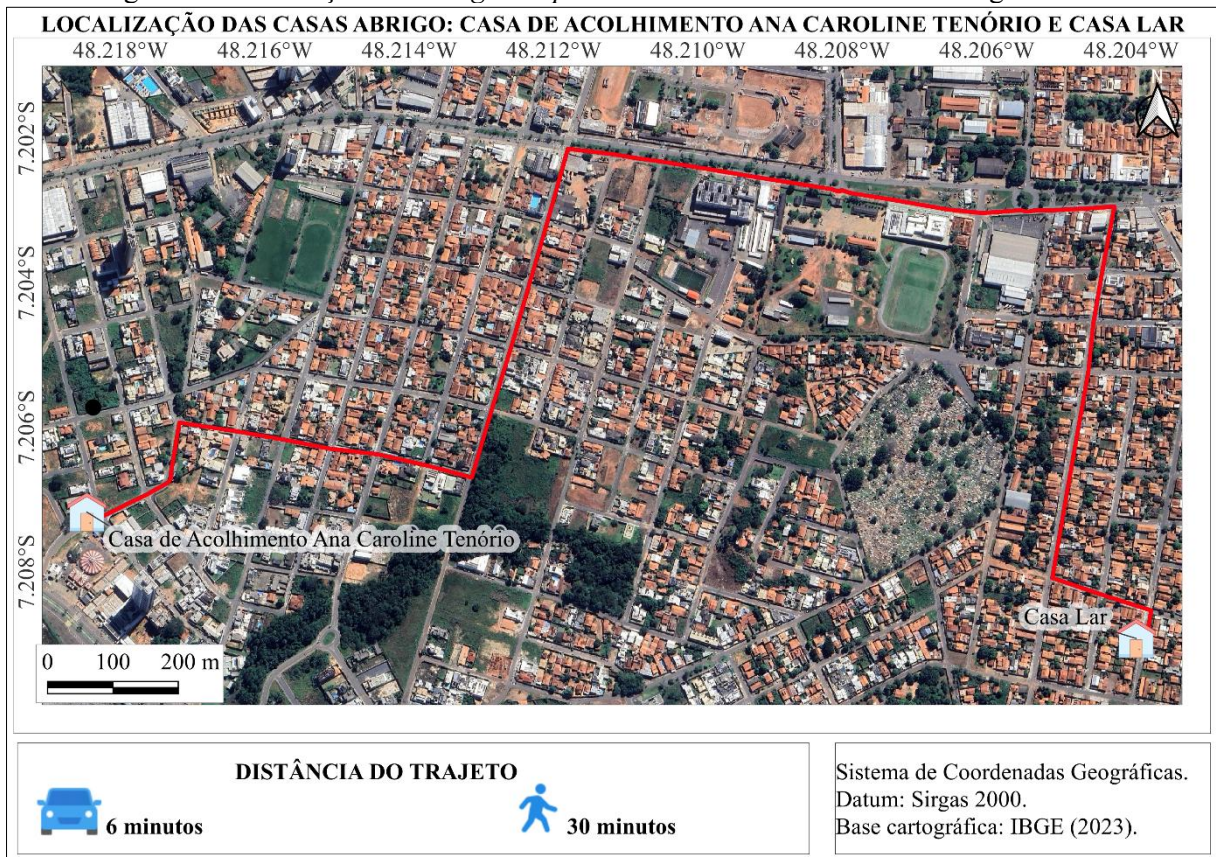 LOCALIZAÇÃO DAS CASAS ABRIGO: CASA DE ACOLHIMENTO ANA CAROLINE TENÓRIO E CASA LAR
48.218°W 48.216°W 48.214°W 48.212°W 48.210°W 48.208°W 48.206°W 48.204°W
7.202°S
7.204°S
7.206°S
7.208°S
Casa de Acolhimento Ana Caroline Tenório
Casa Lar
0 100 200 m
DISTÂNCIA DO TRAJETO
6 minutos
30 minutos
Sistema de Coordenadas Geográficas.
Datum: Sirgas 2000.
Base cartográfica: IBGE (2023).